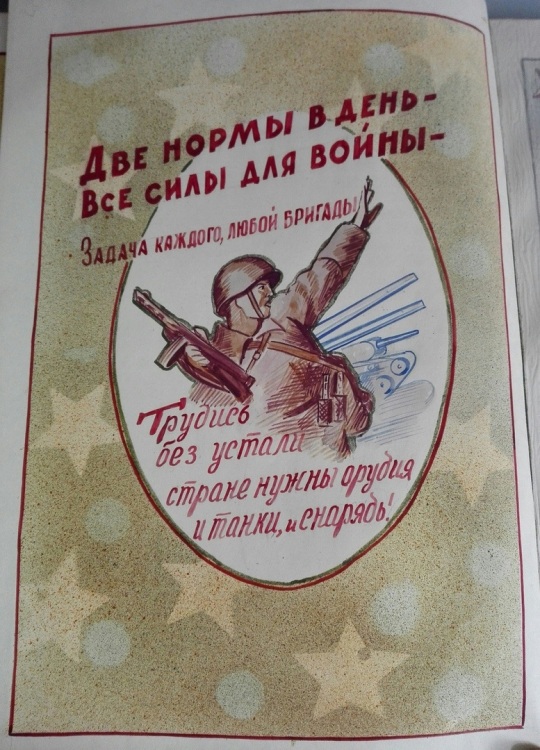 ДВЕ НОРМЫ В ДЕНЬ-
ВСЕ СИЛЫ ДЛЯ ВОЙНЫ-
ЗАДАЧА КАЖДОГО, ЛЮБОЙ БРИГАДЫ
Трудись
без устали
стране нужны орудия
и танки, и снарядь!